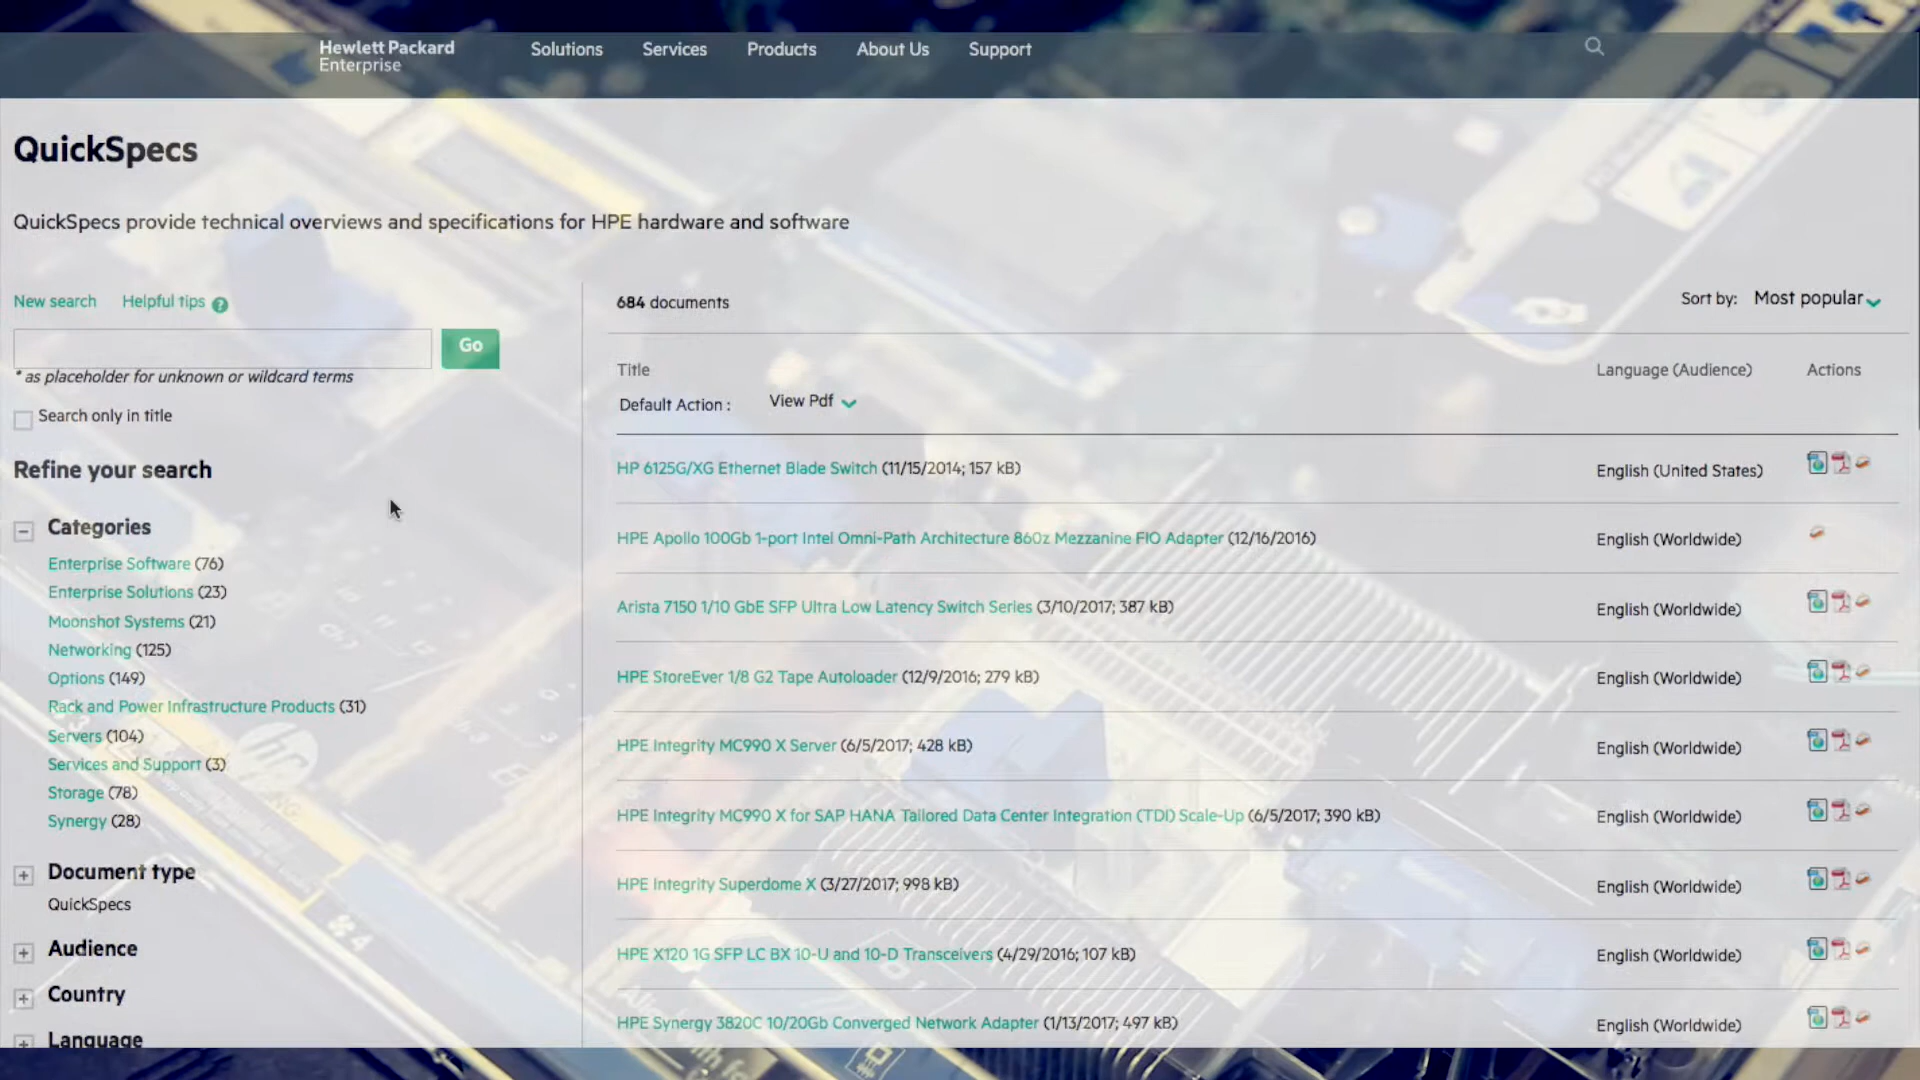 Hewlett Packard
Enterprise
Solutions
Services
Products
About Us
Support
QuickSpecs
QuickSpecs provide technical overviews and specifications for HPE hardware and software
New search
Helpful tips ?
Go
* as placeholder for unknown or wildcard terms
Search only in title
Refine your search
Categories
Enterprise Software (76)
Enterprise Solutions (23)
Moonshot Systems (21)
Networking (125)
Options (149)
Rack and Power Infrastructure Products (31)
Servers (104)
Services and Support (3)
Storage (78)
Synergy (28)
Document type
QuickSpecs
Audience
Country
Language
684 documents
Sort by: Most popular
Title
Language (Audience)
Actions
Default Action : View Pdf
HP 6125G/XG Ethernet Blade Switch (11/15/2014; 157 kB)
English (United States)
HPE Apollo 100Gb 1-port Intel Omni-Path Architecture 860z Mezzanine FIO Adapter (12/16/2016)
English (Worldwide)
Arista 7150 1/10 GbE SFP Ultra Low Latency Switch Series (3/10/2017; 387 kB)
English (Worldwide)
HPE StoreEver 1/8 G2 Tape Autoloader (12/9/2016; 279 kB)
English (Worldwide)
HPE Integrity MC990 X Server (6/5/2017; 428 kB)
English (Worldwide)
HPE Integrity MC990 X for SAP HANA Tailored Data Center Integration (TDI) Scale-Up (6/5/2017; 390 kB)
English (Worldwide)
HPE Integrity Superdome X (3/27/2017; 998 kB)
English (Worldwide)
HPE X120 1G SFP LC BX 10-U and 10-D Transceivers (4/29/2016; 107 kB)
English (Worldwide)
HPE Synergy 3820C 10/20Gb Converged Network Adapter (1/13/2017; 497 kB)
English (Worldwide)